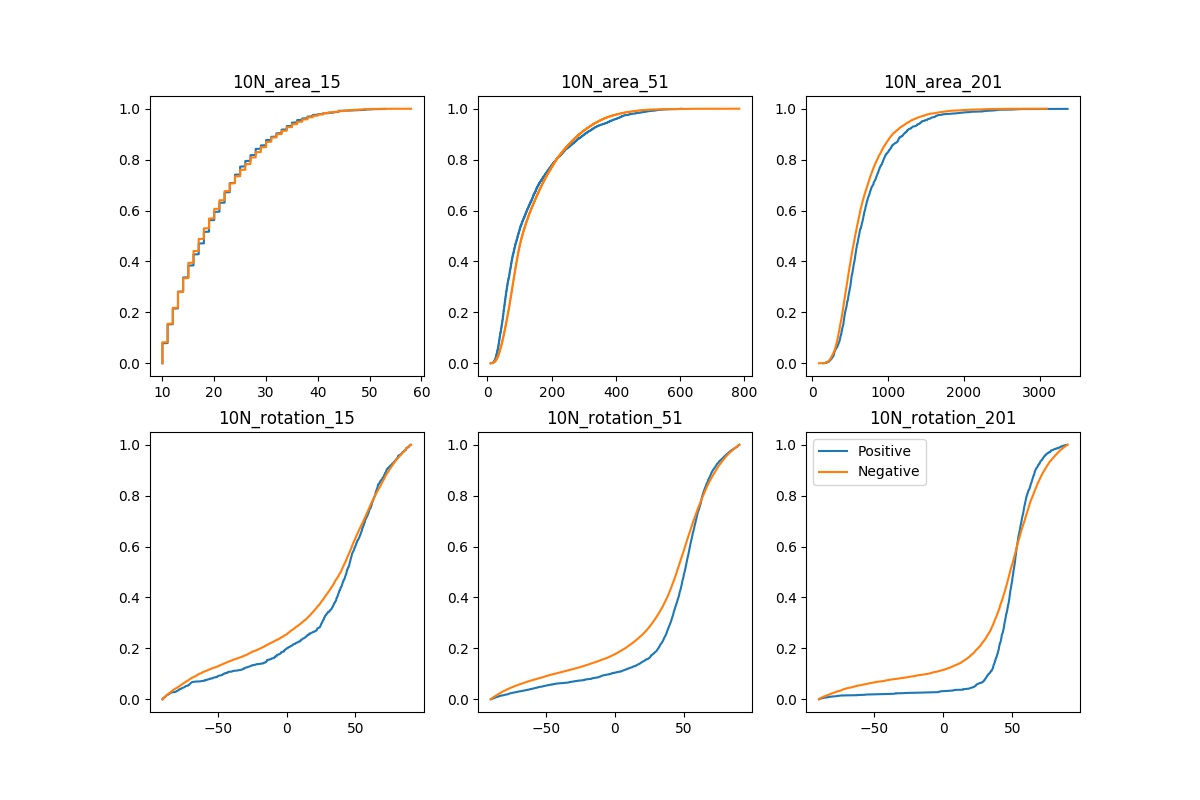 10N_area_15 10N_area_51 10N_area_201
1.0 1.0 1.0
0.8 0.8 0.8
0.6 0.6 0.6
0.4 0.4 0.4
0.2 0.2 0.2
0.0 0.0 0.0
10 20 30 40 50 60 0 200 400 600 800 0 1000 2000 3000
10N_rotation_15 10N_rotation_51 10N_rotation_201
1.0 1.0 1.0 Positive
Negative
0.8 0.8 0.8
0.6 0.6 0.6
0.4 0.4 0.4
0.2 0.2 0.2
0.0 0.0 0.0
−50 0 50 −50 0 50 −50 0 50